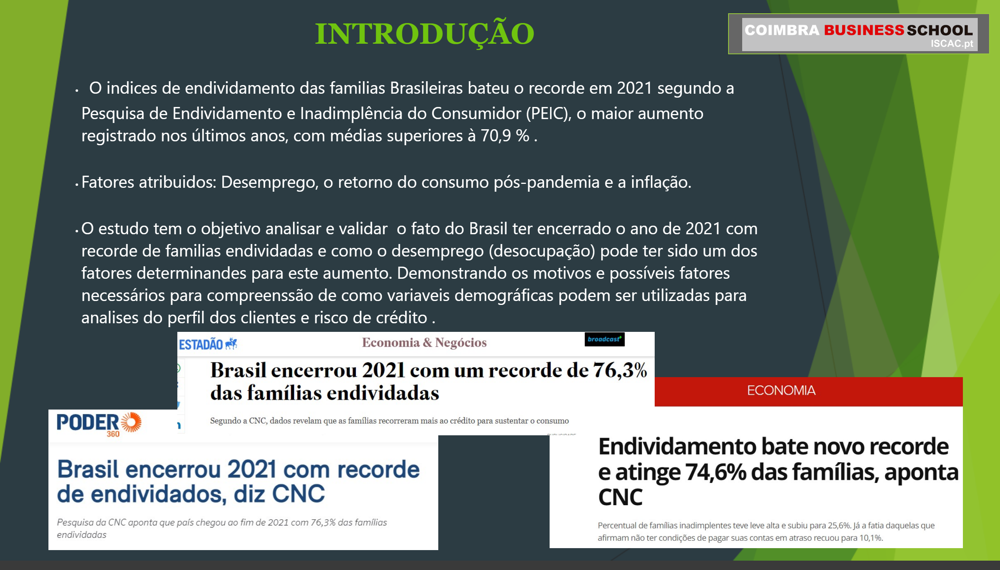 INTRODUÇÃO
COIMBRA BUSINESS SCHOOL
ISCAC.pt
• O indices de endividamento das familias Brasileiras bateu o recorde em 2021 segundo a
Pesquisa de Endividamento e Inadimplência do Consumidor (PEIC), o maior aumento
registrado nos últimos anos, com médias superiores à 70,9 % .
• Fatores atribuidos: Desemprego, o retorno do consumo pós-pandemia e a inflação.
• O estudo tem o objetivo analisar e validar  o fato do Brasil ter encerrado o ano de 2021 com
recorde de familias endividadas e como o desemprego (desocupação) pode ter sido um dos
fatores determinandes para este aumento. Demonstrando os motivos e possíveis fatores
necessários para compreenssão de como variaveis demográficas podem ser utilizadas para
analises do perfil dos clientes e risco de crédito .
ESTADÃO
Economia & Negócios
broadcast+
Brasil encerrou 2021 com um recorde de 76,3%
das famílias endividadas
Segundo a CNC, dados revelam que as famílias recorreram mais ao crédito para sustentar o consumo
PUBLICIDADE
PODER
360
Brasil encerrou 2021 com recorde
de endividados, diz CNC
Pesquisa da CNC aponta que país chegou ao fim de 2021 com 76,3% das famílias
endividadas
ECONOMIA
Endividamento bate novo recorde
e atinge 74,6% das famílias, aponta
CNC
Percentual de famílias inadimplentes teve leve alta e subiu para 25,6%. Já a fatia daquelas que
afirmam não ter condições de pagar suas contas em atraso recuou para 10,1%.